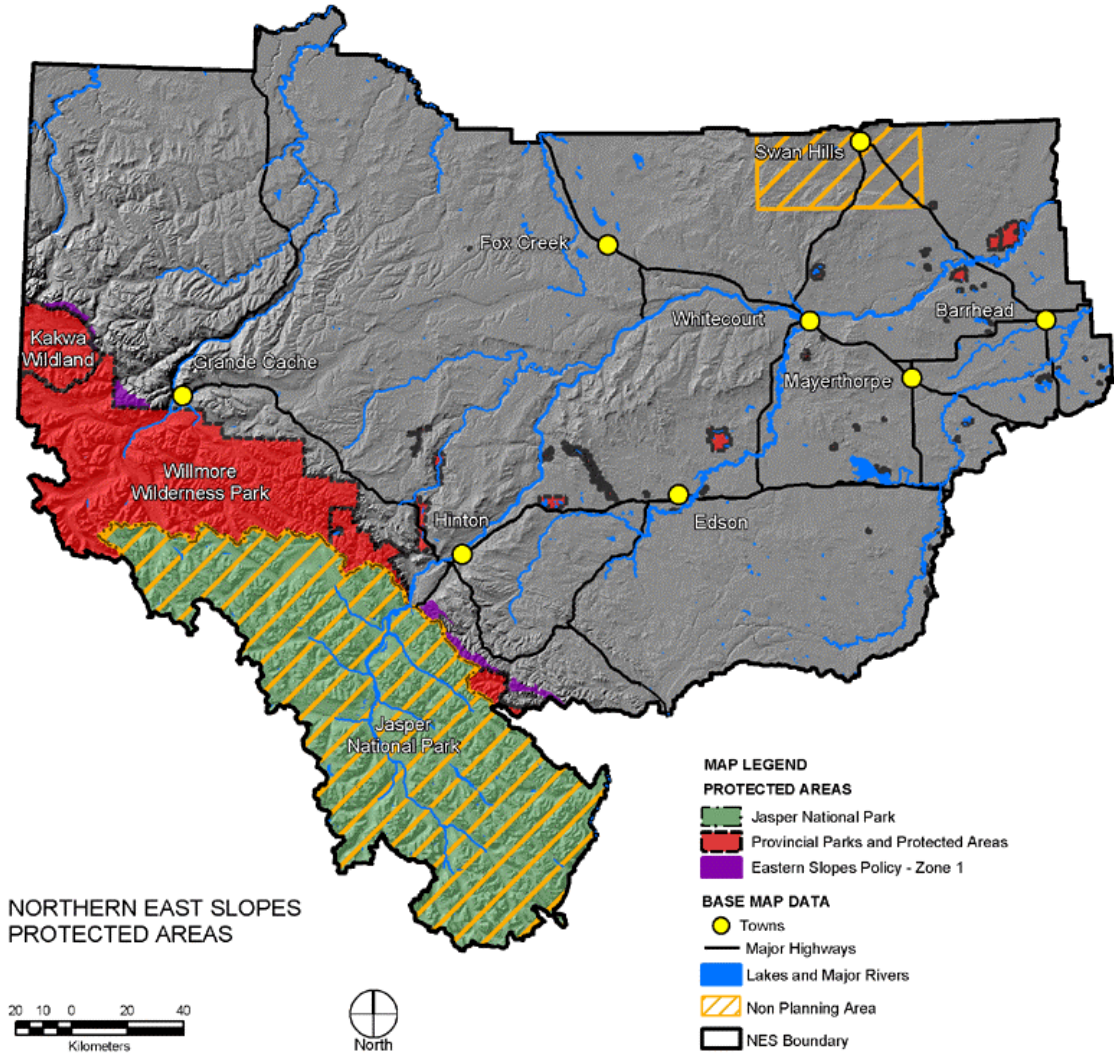 Swan Hills
Fox Creek
Whitecourt
Barrhead
Kakwa
Wildland
Grande Cache
Mayerthorpe
Willmore
Wilderness Park
Hinton
Edson
Jasper
National Park
MAP LEGEND
PROTECTED AREAS
Jasper National Park
Provincial Parks and Protected Areas
Eastern Slopes Policy - Zone 1
BASE MAP DATA
Towns
Major Highways
Lakes and Major Rivers
Non Planning Area
NES Boundary
NORTHERN EAST SLOPES
PROTECTED AREAS
20 10 0 20 40
Kilometers
North